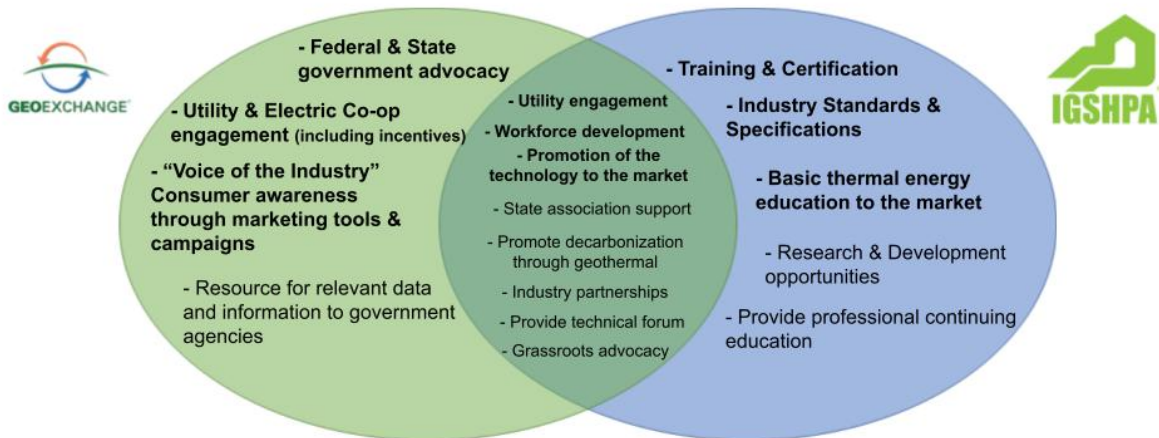 GEOEXCHANGE®
- Federal & State
government advocacy
- Utility & Electric Co-op
engagement (including incentives)
- “Voice of the Industry”
Consumer awareness
through marketing tools &
campaigns
- Resource for relevant data
and information to government
agencies
- Utility engagement
- Workforce development
- Promotion of the
technology to the market
- State association support
- Promote decarbonization
through geothermal
- Industry partnerships
- Provide technical forum
- Grassroots advocacy
- Training & Certification
- Industry Standards &
Specifications
- Basic thermal energy
education to the market
- Research & Development
opportunities
- Provide professional continuing
education
IGSHPA